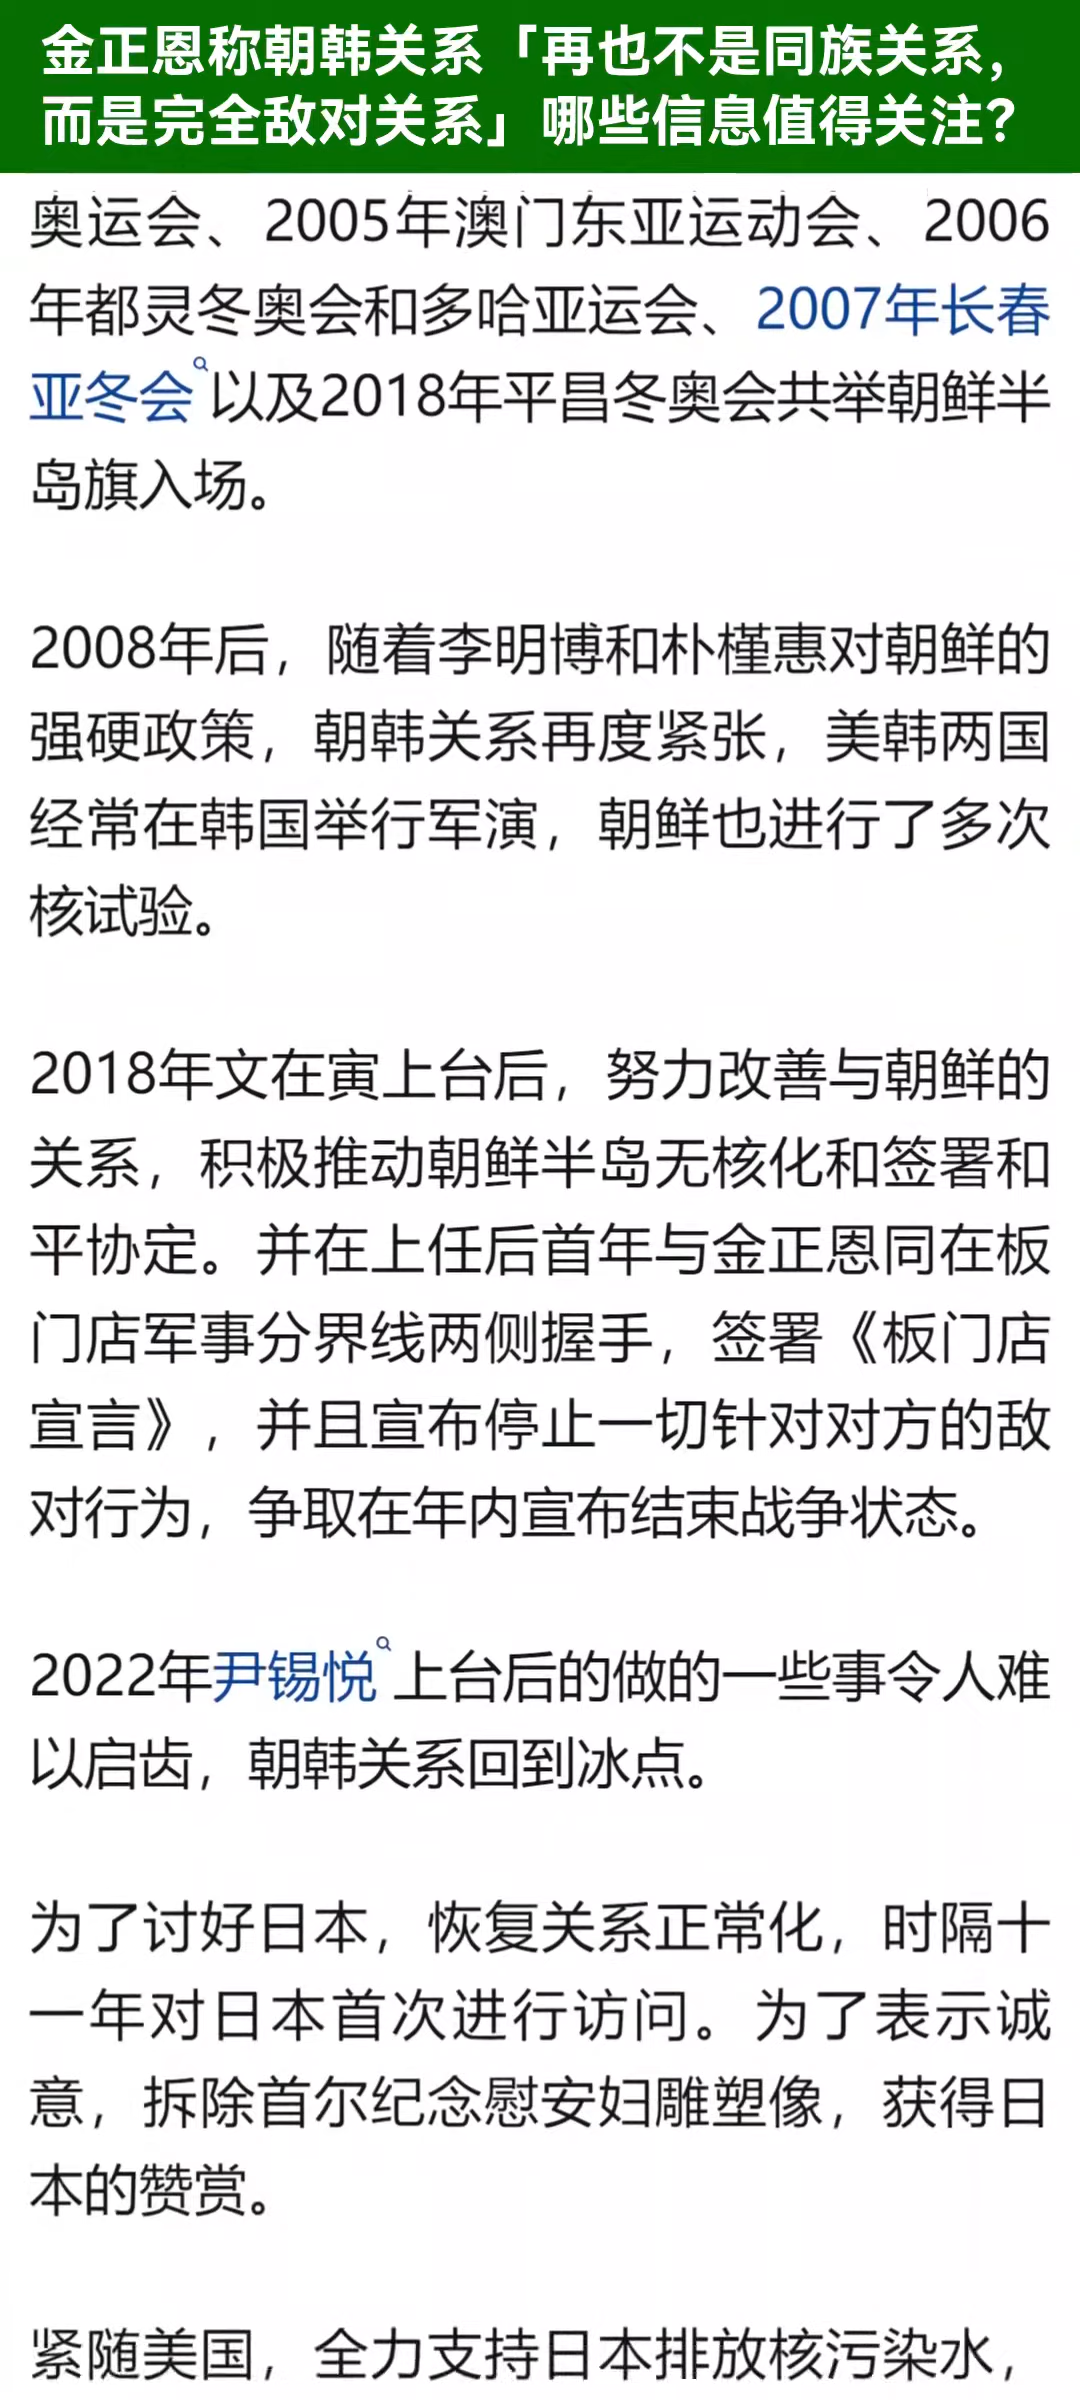 金正恩称朝韩关系「再也不是同族关系，
而是完全敌对关系」哪些信息值得关注？
奥运会、2005年澳门东亚运动会、2006
年都灵冬奥会和多哈亚运会、2007年长春
亚冬会以及2018年平昌冬奥会共举朝鲜半
岛旗入场。
2008年后，随着李明博和朴槿惠对朝鲜的
强硬政策，朝韩关系再度紧张，美韩两国
经常在韩国举行军演，朝鲜也进行了多次
核试验。
2018年文在寅上台后，努力改善与朝鲜的
关系，积极推动朝鲜半岛无核化和签署和
平协定。并在上任后首年与金正恩同在板
门店军事分界线两侧握手，签署《板门店
宣言》，并且宣布停止一切针对对方的敌
对行为，争取在年内宣布结束战争状态。
2022年尹锡悦上台后的做的一些事令人难
以启齿，朝韩关系回到冰点。
为了讨好日本，恢复关系正常化，时隔十
一年对日本首次进行访问。为了表示诚
意，拆除首尔纪念慰安妇雕塑像，获得日
本的赞赏。
紧随美国，全力支持日本排放核污染水，